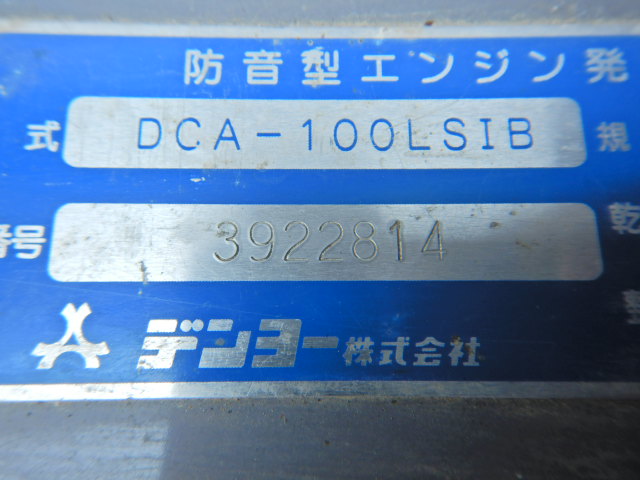 防音型エンジン発
式 DCA-100LSIB 規
番号 3922814 乾
デンヨー株式会社